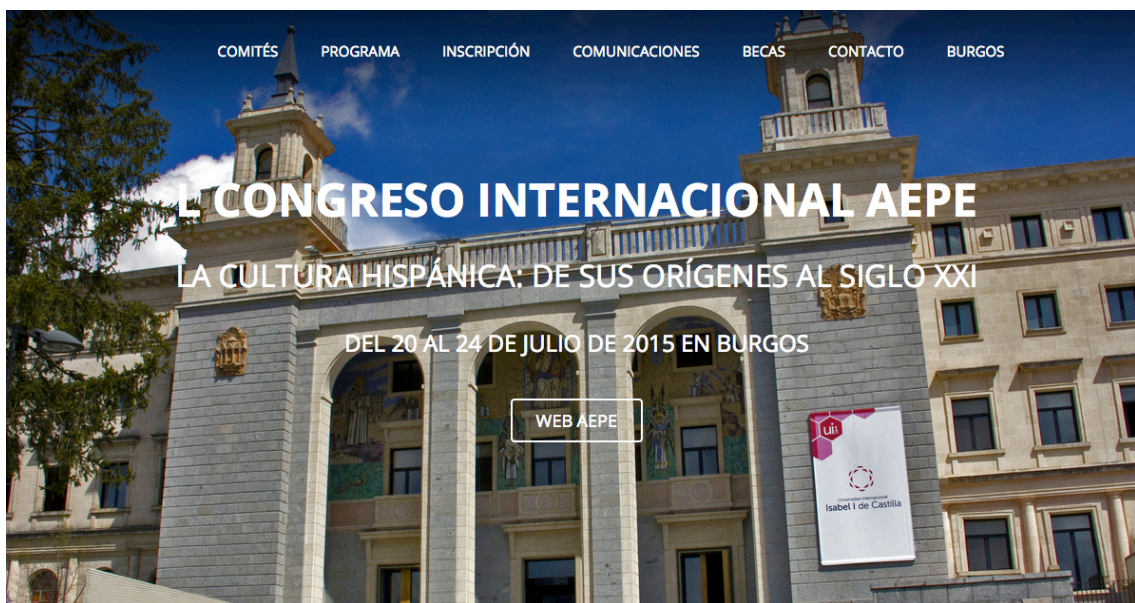 COMITÉS PROGRAMA INSCRIPCIÓN COMUNICACIONES BECAS CONTACTO BURGOS
L CONGRESO INTERNACIONAL AEPE
LA CULTURA HISPÁNICA: DE SUS ORÍGENES AL SIGLO XXI
DEL 20 AL 24 DE JULIO DE 2015 EN BURGOS
WEB AEPE
ui1
Universidad Internacional
Isabel I de Castilla